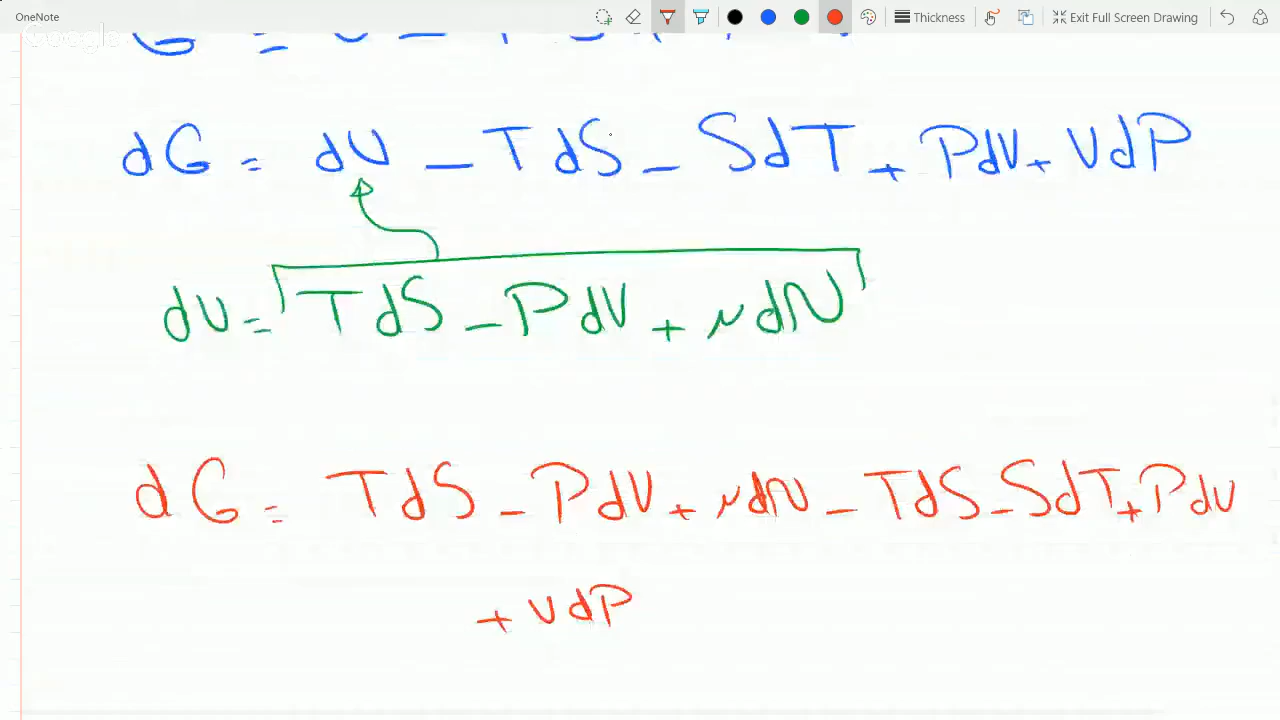 OneNote
Thickness
Exit Full Screen Drawing
Google
dG = dU - TdS - SdT + PdV + VdP
dU = TdS - PdV + μdN
dG = TdS - PdV + μdN - TdS - SdT + PdV
+ VdP